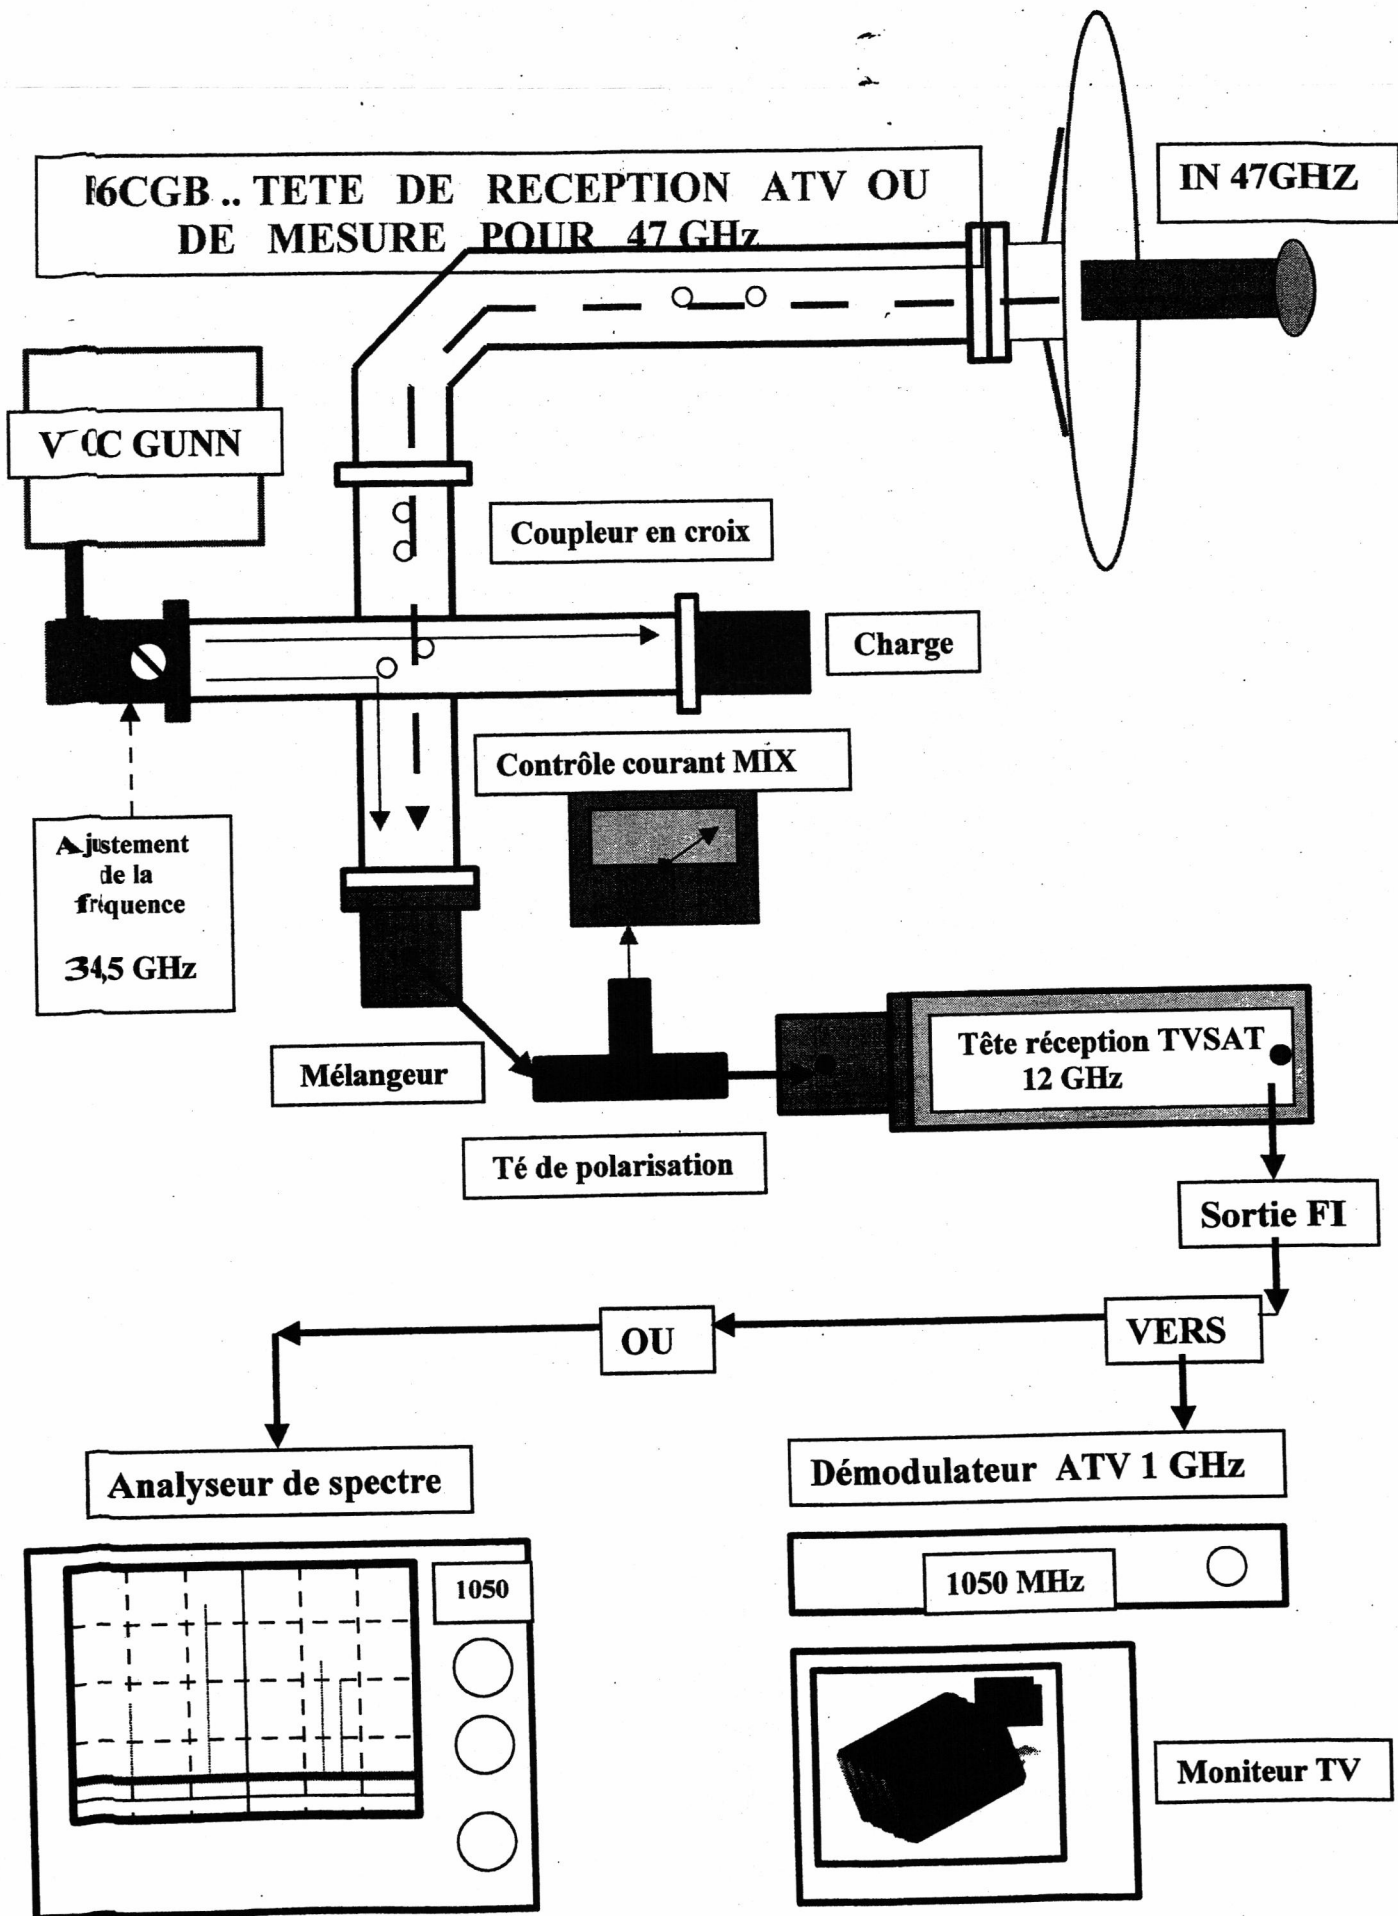 F6CGB .. TETE DE RECEPTION ATV OU
DE MESURE POUR 47 GHz
IN 47GHZ
GUNN
Coupleur en croix
Charge
Contrôle courant MIX
Ajustement
de la
fréquence
34,5 GHz
Mélangeur
Tête réception TVSAT
12 GHz
Té de polarisation
Sortie FI
VERS
OU
Analyseur de spectre
Démodulateur ATV 1 GHz
1050
1050 MHz
Moniteur TV